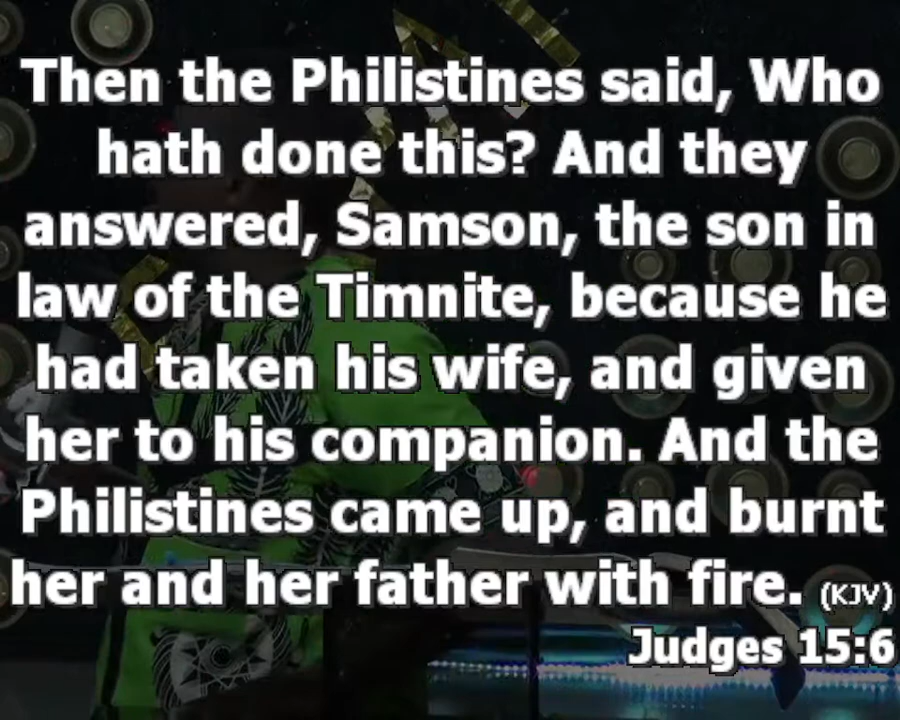 Then the Philistines said, Who
hath done this? And they
answered, Samson, the son in
law of the Timnite, because he
had taken his wife, and given
her to his companion. And the
Philistines came up, and burnt
her and her father with fire. (KJV)
Judges 15:6